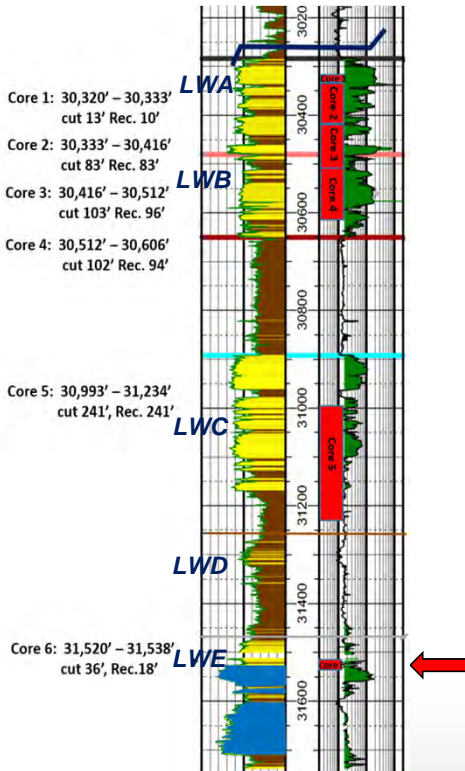 3020
LWA
Core 1: 30,320’ – 30,333’
cut 13’ Rec. 10’
Core 2: 30,333’ – 30,416’
cut 83’ Rec. 83’
Core 3: 30,416’ – 30,512’
cut 103’ Rec. 96’
Core 4: 30,512’ – 30,606’
cut 102’ Rec. 94’
LWB
Core
Core 2
Core 3
Core 4
30400
30600
30800
Core 5: 30,993’ – 31,234’
cut 241’, Rec. 241’
LWC
31000
Core 5
31200
LWD
31400
Core 6: 31,520’ – 31,538’
cut 36’, Rec.18’
LWE
Core
31600